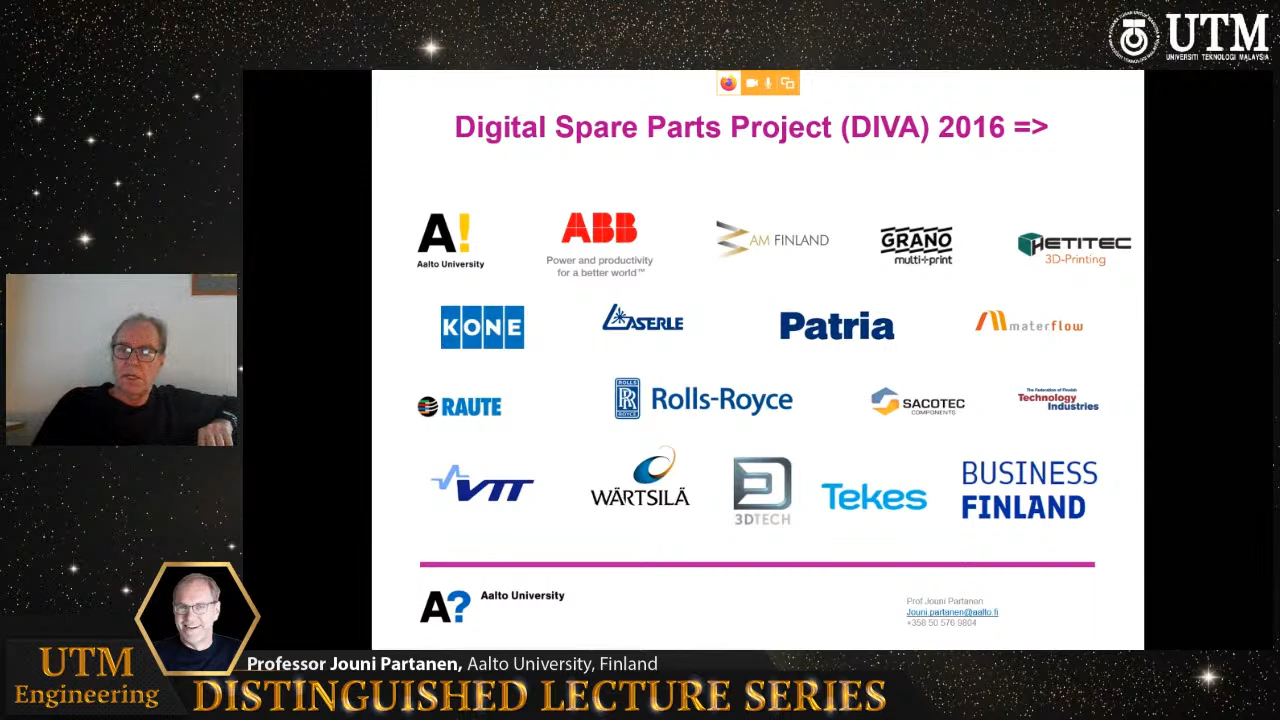 UTM
UNIVERSITI TEKNOLOGI MALAYSIA
Digital Spare Parts Project (DIVA) 2016 =>
A!
Aalto University
ABB
Power and productivity
for a better world™
AM FINLAND
GRANO
multi+print
HETITEC
3D-Printing
KONE
LASERLE
Patria
materflow
RAUTE
ROLLS
RR
ROYCE
Rolls-Royce
SACOTEC
COMPONENTS
The Federation of Finnish
Technology
Industries
VTT
WÄRTSILÄ
3DTECH
Tekes
BUSINESS
FINLAND
A?
Aalto University
Prof Jouni Partanen
Jouni.partanen@aalto.fi
+358 50 576 9804
UTM
Engineering
Professor Jouni Partanen, Aalto University, Finland
DISTINGUISHED LECTURE SERIES